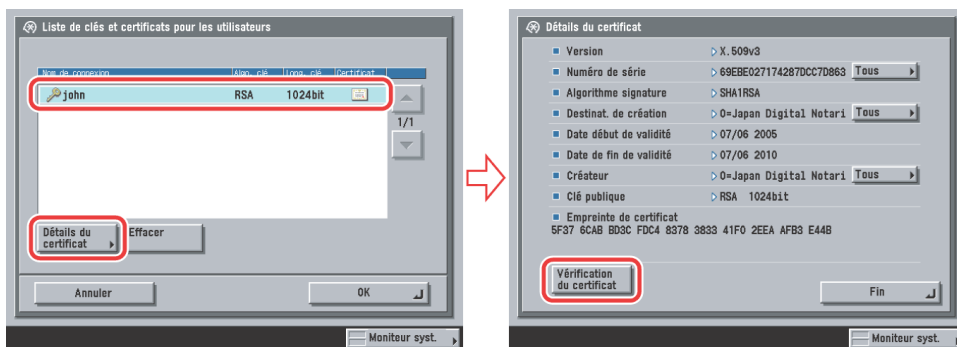 Liste de clés et certificats pour les utilisateurs
Nom de connexion Algo. clé Long. clé Certificat
john RSA 1024bit
1/1
Détails du
certificat
Effacer
Annuler
OK
Moniteur syst.
Détails du certificat
Version X.509v3
Numéro de série 69EBE027174287DCC7D863 Tous
Algorithme signature SHA1RSA
Destinat. de création O=Japan Digital Notari Tous
Date début de validité 07/06 2005
Date de fin de validité 07/06 2010
Créateur O=Japan Digital Notari Tous
Clé publique RSA 1024bit
Empreinte de certificat
5F37 6CAB BD3C FDC4 8378 3833 41F0 2EEA AFB3 E44B
Vérification
du certificat
Fin
Moniteur syst.